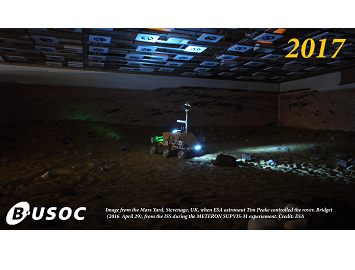 2017
Image from the Mars Yard, Stevenage, UK, when ESA astronaut Tim Peake controlled the rover, Bridget
(2016 April 29), from the ISS during the METERON SUPVIS-M experiement. Credit: ESA
B.USOC